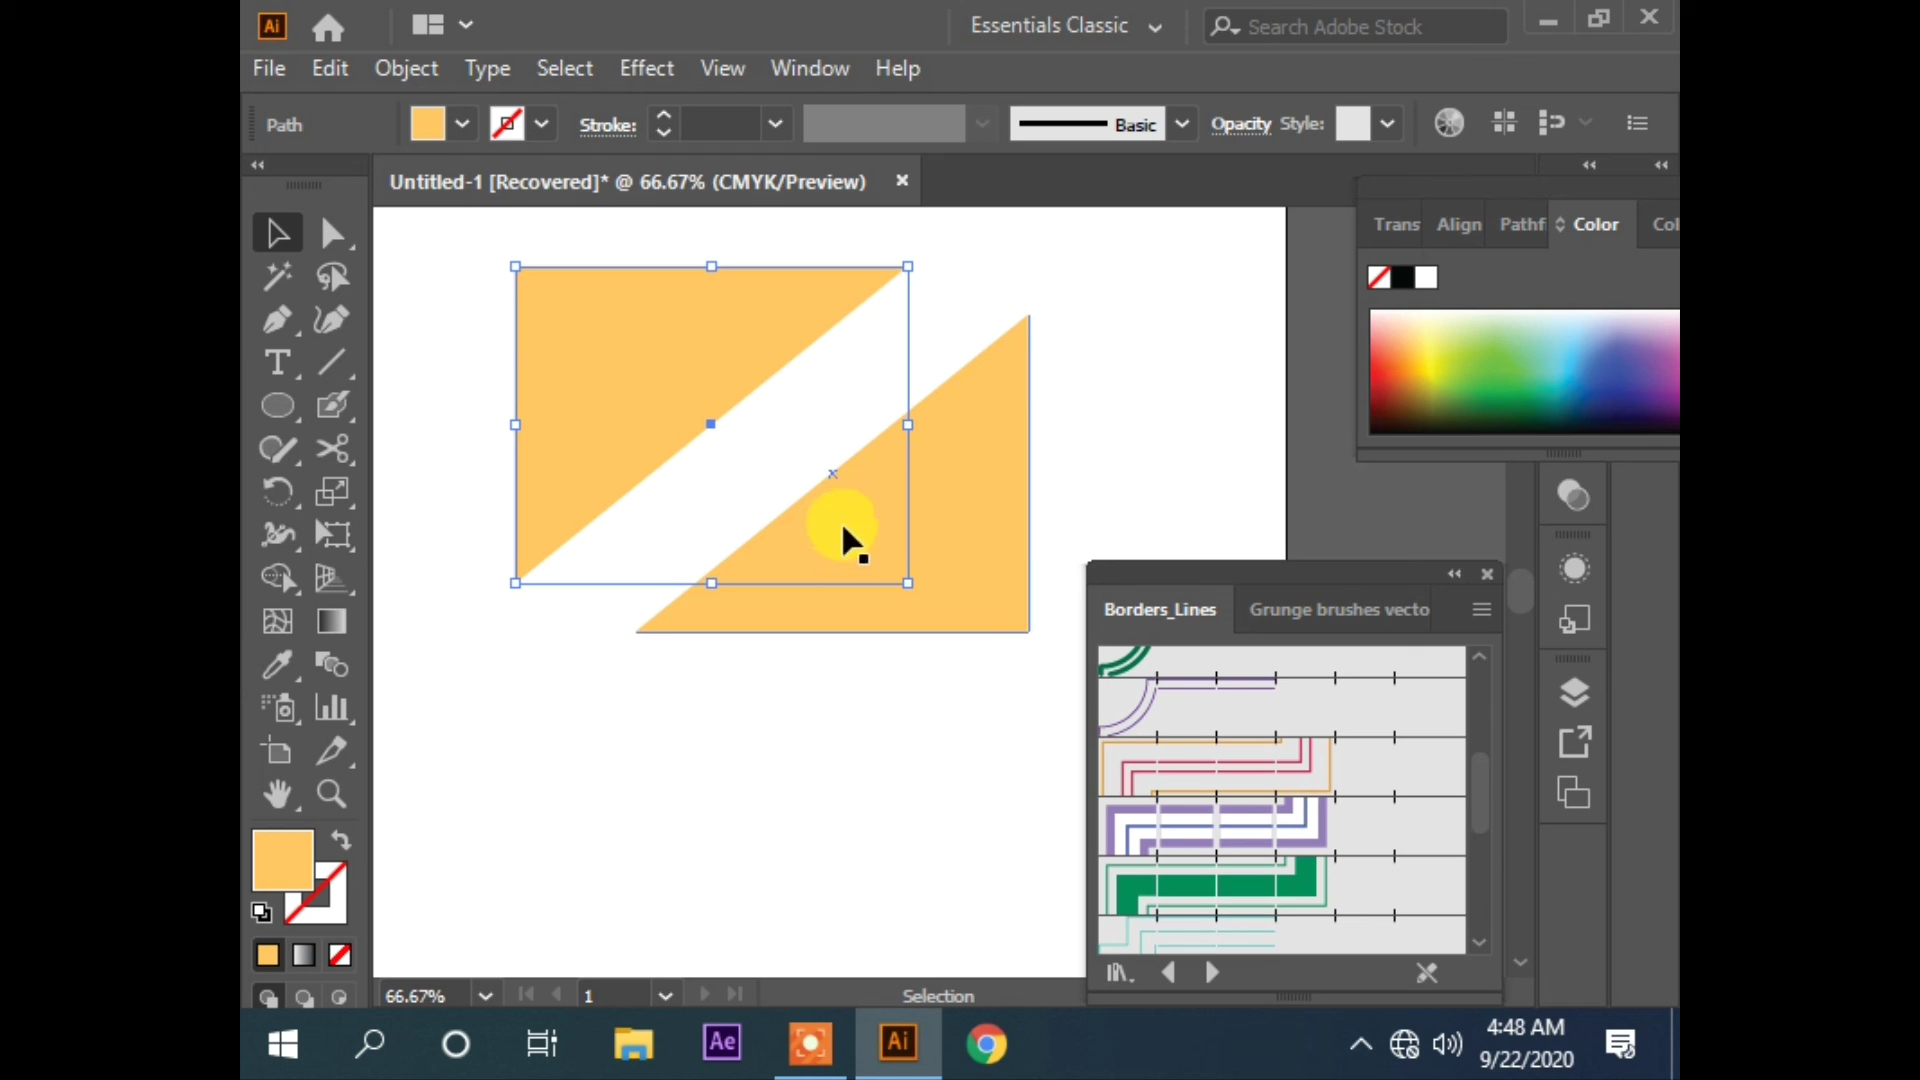 Ai
Essentials Classic
Search Adobe Stock
File Edit Object Type Select Effect View Window Help
Path
Stroke:
Basic
Opacity Style:
Untitled-1 [Recovered]* @ 66.67% (CMYK/Preview)
Trans Align Pathf Color Col
T
Borders_Lines Grunge brushes vecto
66.67% 1 Selection
Ae
Ai
4:48 AM
9/22/2020